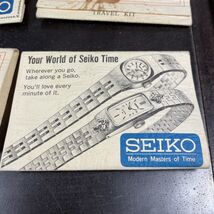 TRAVEL KIT
Your World of Seiko Time
Wherever you go,
take along a Seiko.
You'll love every
minute of it.
SEIKO
Modern Masters of Time